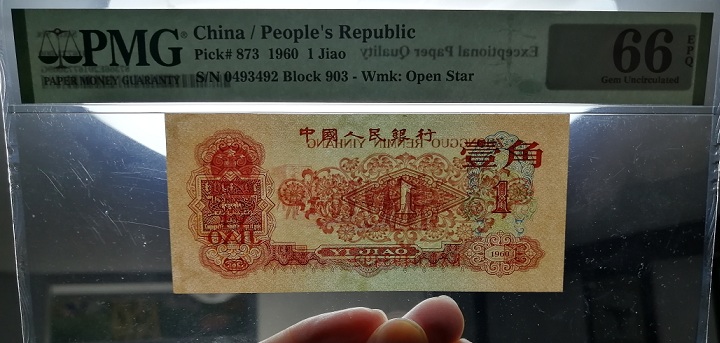 PMG
PAPER MONEY GUARANTY
China / People's Republic
Pick# 873 1960 1 Jiao
Exceptional Paper Quality
S/N 0493492 Block 903 - Wmk: Open Star
66
EPQ
Gem Uncirculated
中國人民銀行
ZHONGGUO RENMIN YINHANG
壹角
1
1
YI JIAO
1960